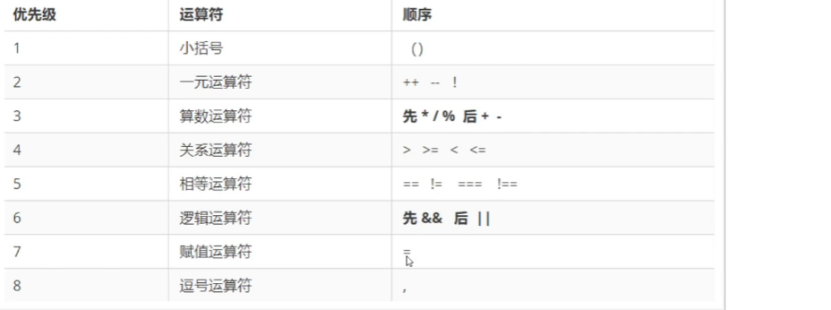 优先级 运算符 顺序
1 小括号 ()
2 一元运算符 ++ -- !
3 算数运算符 先 * / % 后 + -
4 关系运算符 > >= < <=
5 相等运算符 == != === !==
6 逻辑运算符 先 && 后 ||
7 赋值运算符 =
8 逗号运算符 ,